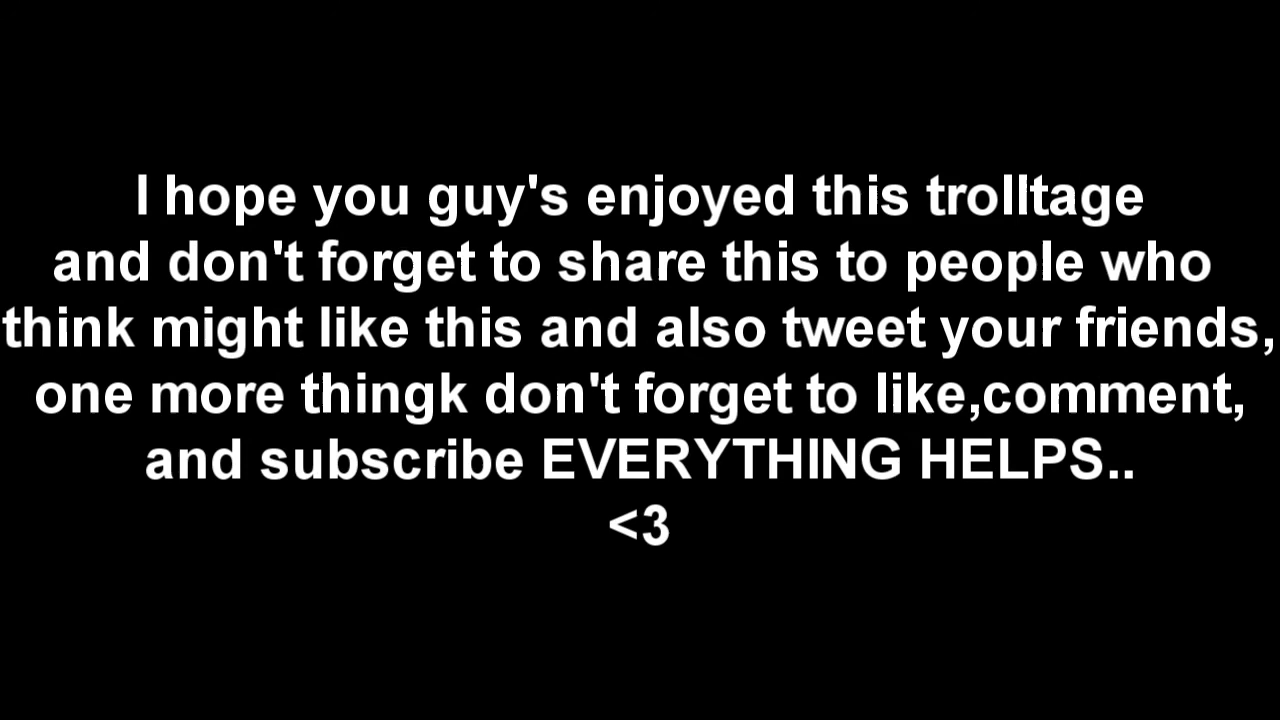 I hope you guy's enjoyed this trolltage
and don't forget to share this to people who
think might like this and also tweet your friends,
one more thingk don't forget to like,comment,
and subscribe EVERYTHING HELPS..
<3